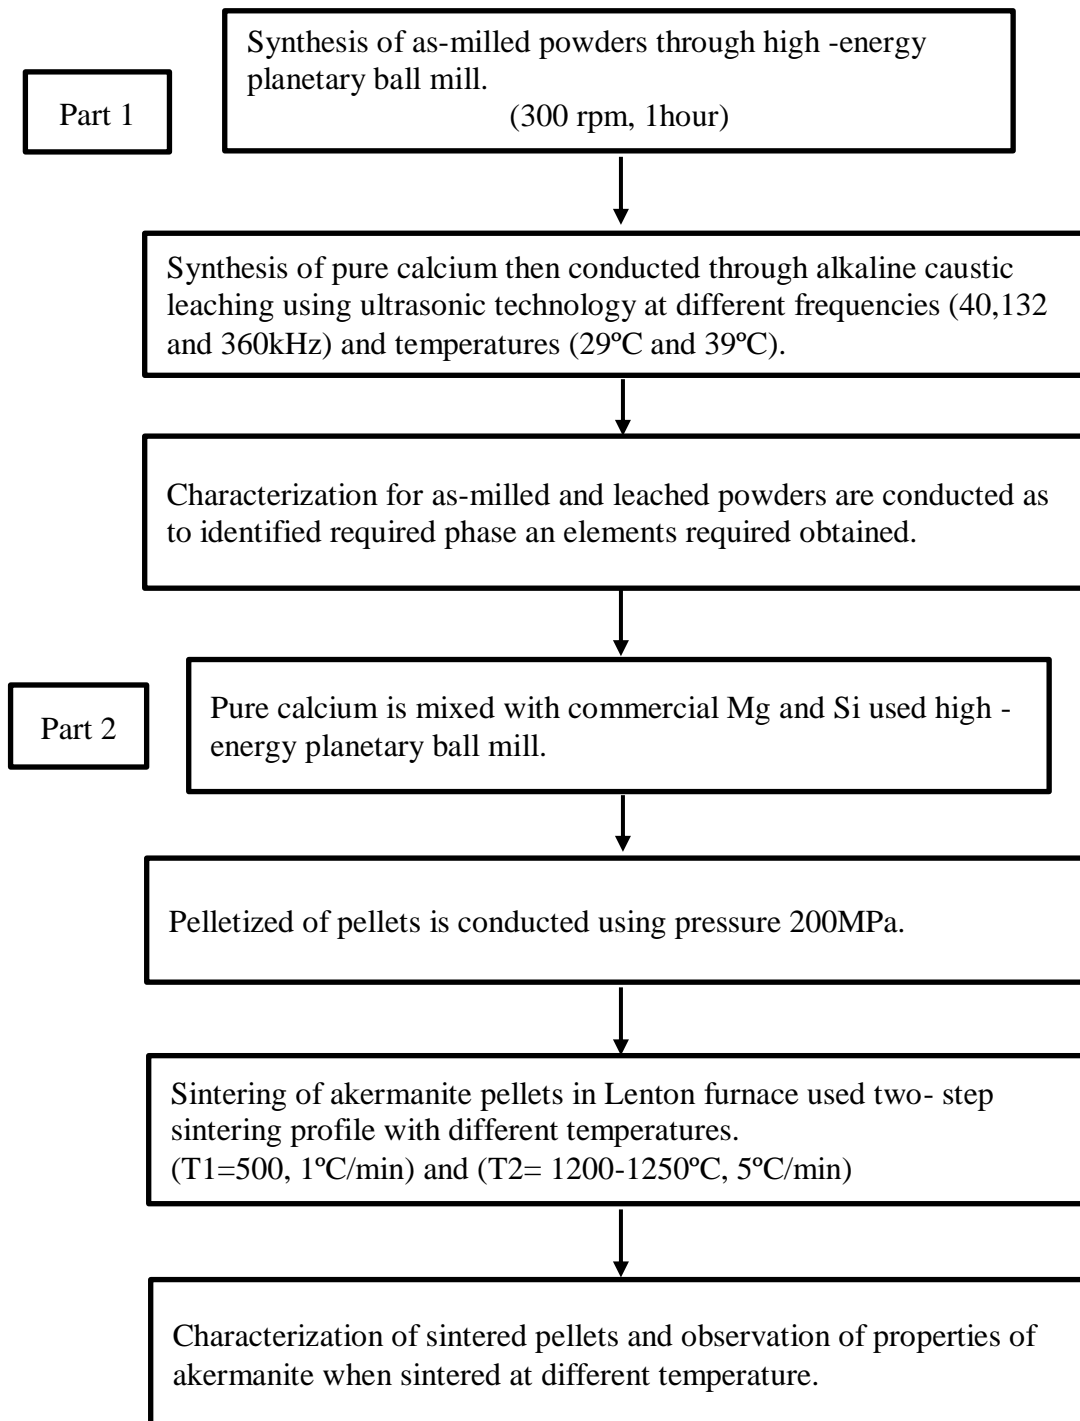 Synthesis of as-milled powders through high -energy
planetary ball mill.
(300 rpm, 1hour)
Part 1
Synthesis of pure calcium then conducted through alkaline caustic
leaching using ultrasonic technology at different frequencies (40,132
and 360kHz) and temperatures (29ºC and 39ºC).
Characterization for as-milled and leached powders are conducted as
to identified required phase an elements required obtained.
Part 2
Pure calcium is mixed with commercial Mg and Si used high -
energy planetary ball mill.
Pelletized of pellets is conducted using pressure 200MPa.
Sintering of akermanite pellets in Lenton furnace used two- step
sintering profile with different temperatures.
(T1=500, 1ºC/min) and (T2= 1200-1250ºC, 5ºC/min)
Characterization of sintered pellets and observation of properties of
akermanite when sintered at different temperature.